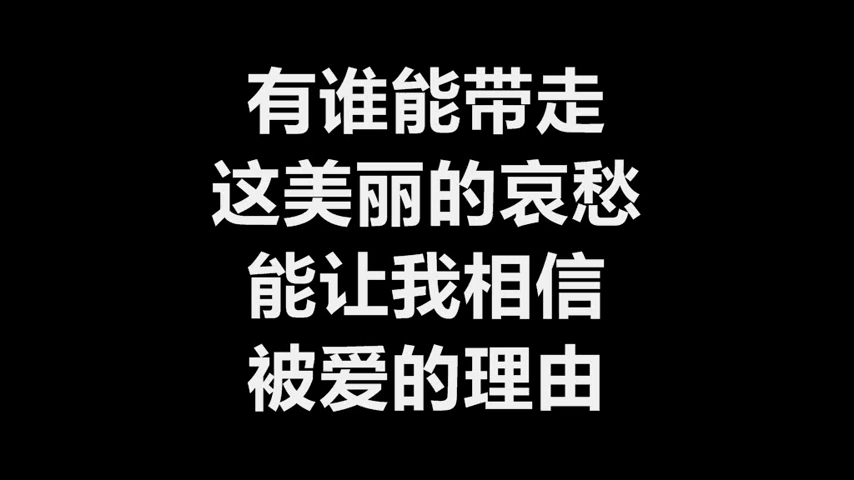 有谁能带走
这美丽的哀愁
能让我相信
被爱的理由